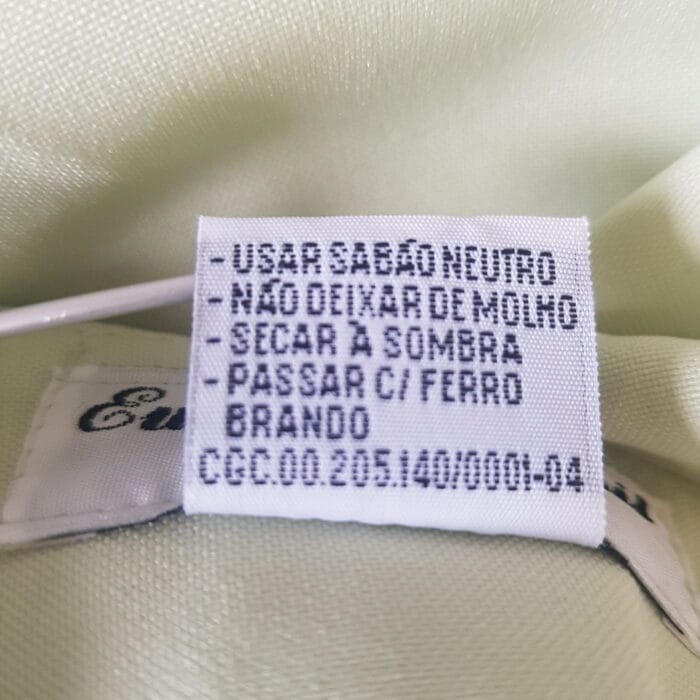 - USAR SABÃO NEUTRO
- NÃO DEIXAR DE MOLHO
- SECAR À SOMBRA
- PASSAR C/ FERRO
BRANDO
CGC.00.205.140/0001-04